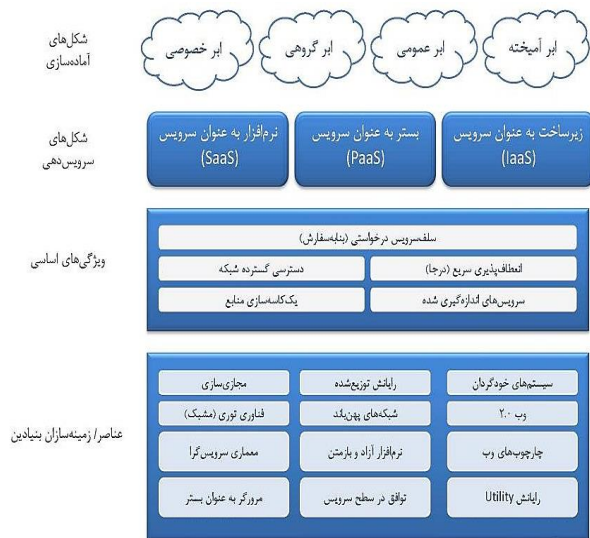 شکل‌های
آماده‌سازی
ابر آمیخته
ابر عمومی
ابر گروهی
ابر خصوصی
شکل‌های
سرویس‌دهی
زیرساخت به عنوان سرویس
(IaaS)
بستر به عنوان سرویس
(PaaS)
نرم‌افزار به عنوان سرویس
(SaaS)
ویژگی‌های اساسی
سلف‌سرویس درخواستی (بنابه‌سفارش)
انعطاف‌پذیری سریع (درجا)
دسترسی گسترده شبکه
سرویس‌های اندازه‌گیری شده
یک‌کاسه‌سازی منابع
عناصر/ زمینه‌سازان بنیادین
سیستم‌های خودگردان
رایانش توزیع‌شده
مجازی‌سازی
وب ۲.۰
شبکه‌های پهن‌باند
فناوری توری (مشبک)
چارچوب‌های وب
نرم‌افزار آزاد و بازمتن
معماری سرویس‌گرا
رایانش Utility
توافق در سطح سرویس
مرورگر به عنوان بستر